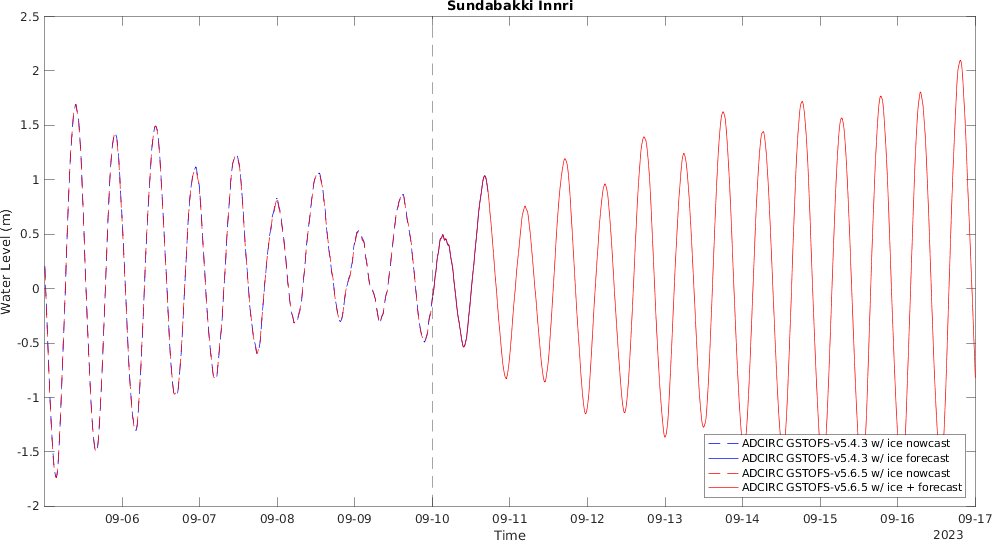 Sundabakki Innri
2.5
2
1.5
1
0.5
0
-0.5
-1
-1.5
-2
Water Level (m)
ADCIRC GSTOFS-v5.4.3 w/ ice nowcast
ADCIRC GSTOFS-v5.4.3 w/ ice forecast
ADCIRC GSTOFS-v5.6.5 w/ ice nowcast
ADCIRC GSTOFS-v5.6.5 w/ ice + forecast
09-06 09-07 09-08 09-09 09-10 09-11 09-12 09-13 09-14 09-15 09-16 09-17
Time
2023